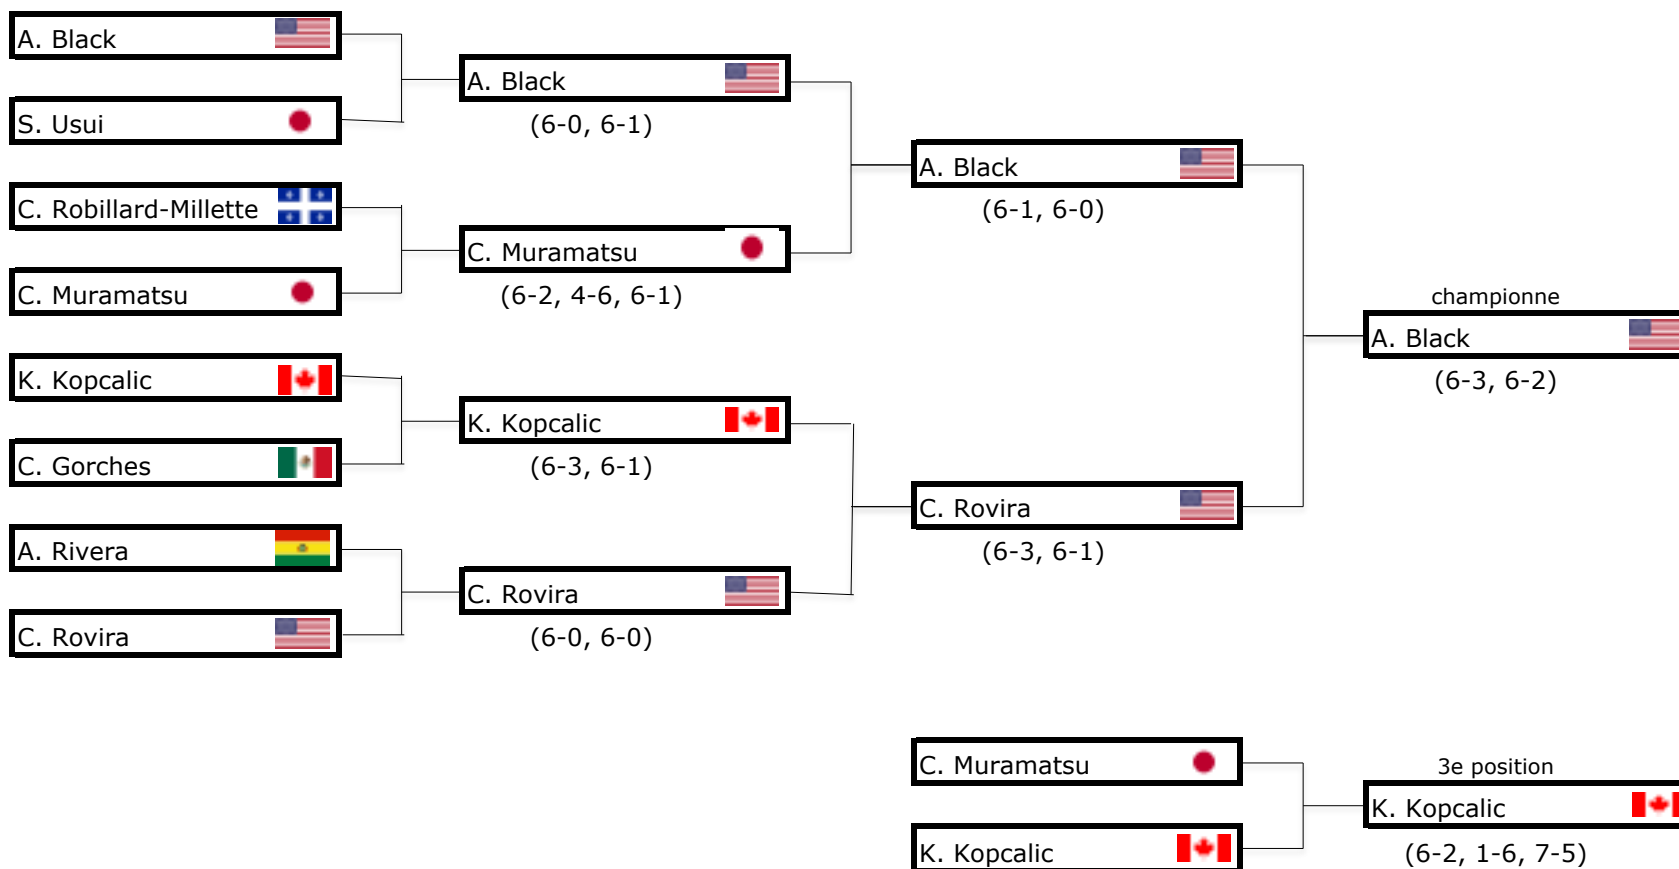 A. Black
S. Usui
C. Robillard-Millette
C. Muramatsu
K. Kopcalic
C. Gorches
A. Rivera
C. Rovira
A. Black
(6-0, 6-1)
C. Muramatsu
(6-2, 4-6, 6-1)
K. Kopcalic
(6-3, 6-1)
C. Rovira
(6-0, 6-0)
A. Black
(6-1, 6-0)
C. Rovira
(6-3, 6-1)
championne
A. Black
(6-3, 6-2)
C. Muramatsu
K. Kopcalic
3e position
K. Kopcalic
(6-2, 1-6, 7-5)